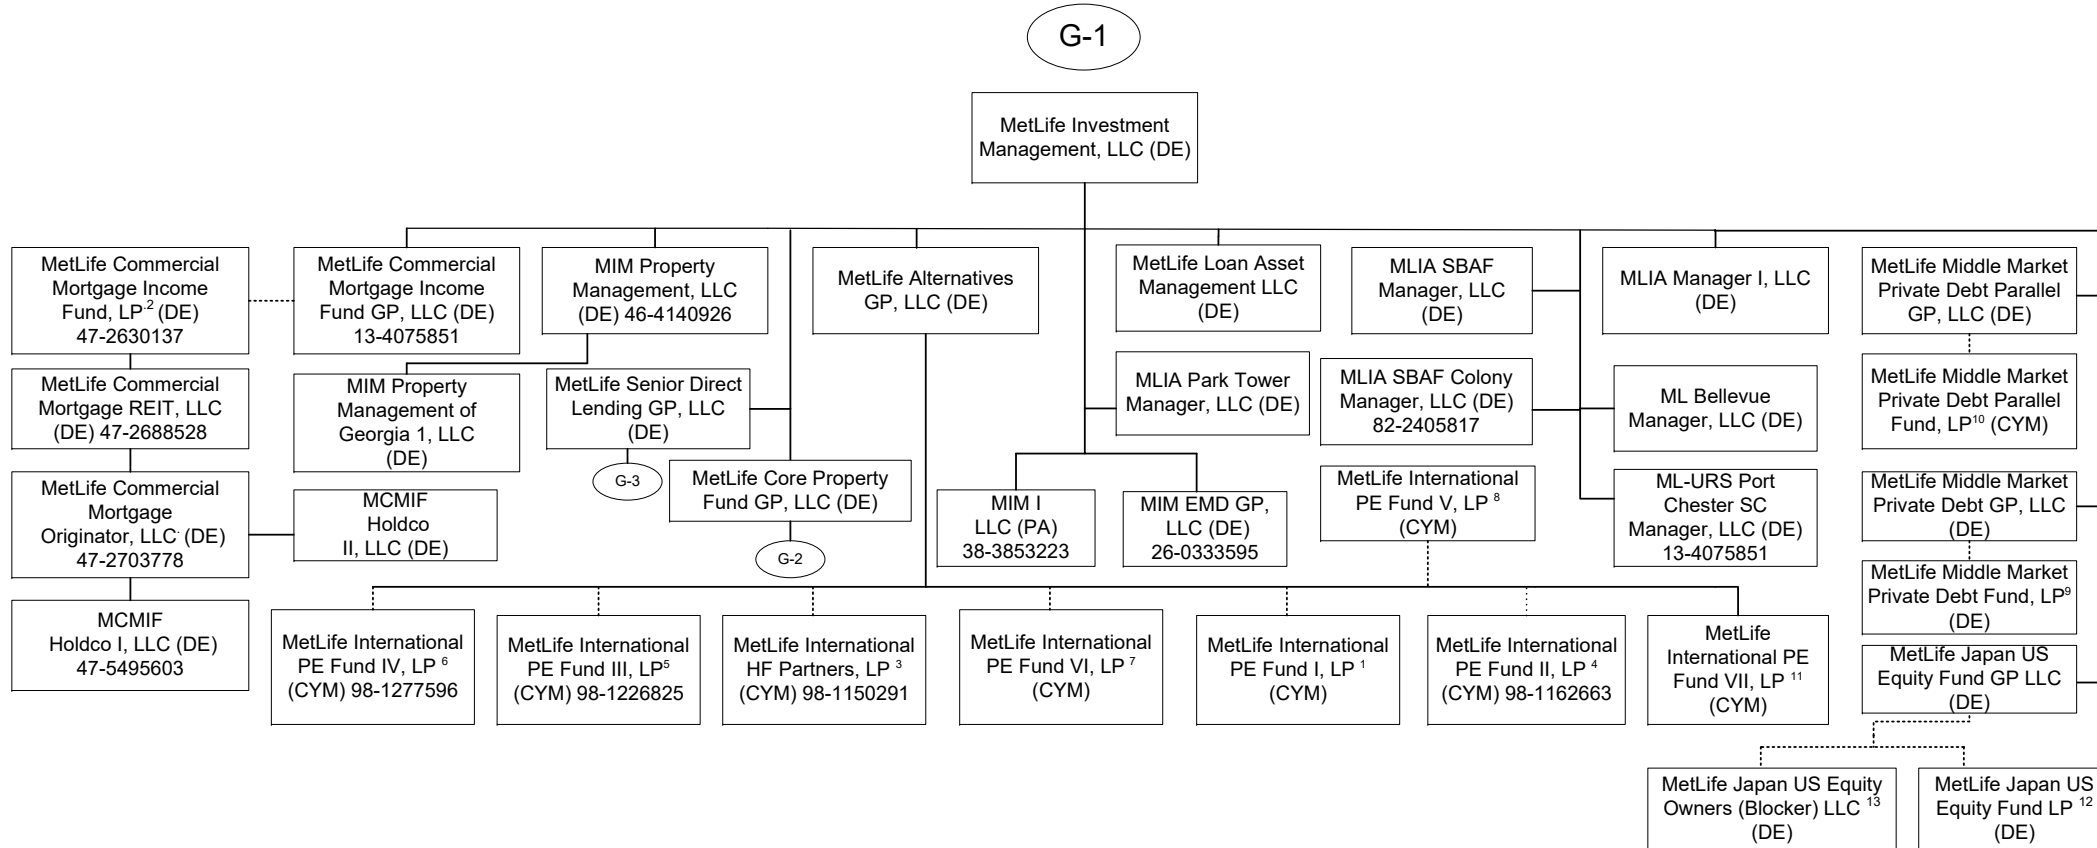 G-1
MetLife Investment
Management, LLC (DE)
MetLife Commercial
Mortgage Income
Fund, LP.2 (DE)
47-2630137
MetLife Commercial
Mortgage Income
Fund GP, LLC (DE)
13-4075851
MIM Property
Management, LLC
(DE) 46-4140926
MetLife Alternatives
GP, LLC (DE)
MetLife Loan Asset
Management LLC
(DE)
MLIA SBAF
Manager, LLC
(DE)
MLIA Manager I, LLC
(DE)
MetLife Middle Market
Private Debt Parallel
GP, LLC (DE)
MetLife Commercial
Mortgage REIT, LLC
(DE) 47-2688528
MIM Property
Management of
Georgia 1, LLC
(DE)
MetLife Senior Direct
Lending GP, LLC
(DE)
G-3
MLIA Park Tower
Manager, LLC (DE)
MLIA SBAF Colony
Manager, LLC (DE)
82-2405817
ML Bellevue
Manager, LLC (DE)
MetLife Middle Market
Private Debt Parallel
Fund, LP10 (CYM)
MetLife Commercial
Mortgage
Originator, LLC. (DE)
47-2703778
MCMIF
Holdco
II, LLC (DE)
MetLife Core Property
Fund GP, LLC (DE)
G-2
MIM I
LLC (PA)
38-3853223
MIM EMD GP,
LLC (DE)
26-0333595
MetLife International
PE Fund V, LP 8
(CYM)
ML-URS Port
Chester SC
Manager, LLC (DE)
13-4075851
MetLife Middle Market
Private Debt GP, LLC
(DE)
MetLife Middle Market
Private Debt Fund, LP9
(DE)
MCMIF
Holdco I, LLC (DE)
47-5495603
MetLife International
PE Fund IV, LP 6
(CYM) 98-1277596
MetLife International
PE Fund III, LP5
(CYM) 98-1226825
MetLife International
HF Partners, LP 3
(CYM) 98-1150291
MetLife International
PE Fund VI, LP 7
(CYM)
MetLife International
PE Fund I, LP 1
(CYM)
MetLife International
PE Fund II, LP 4
(CYM) 98-1162663
MetLife
International PE
Fund VII, LP 11
(CYM)
MetLife Japan US
Equity Fund GP LLC
(DE)
MetLife Japan US Equity
Owners (Blocker) LLC 13
(DE)
MetLife Japan US
Equity Fund LP 12
(DE)